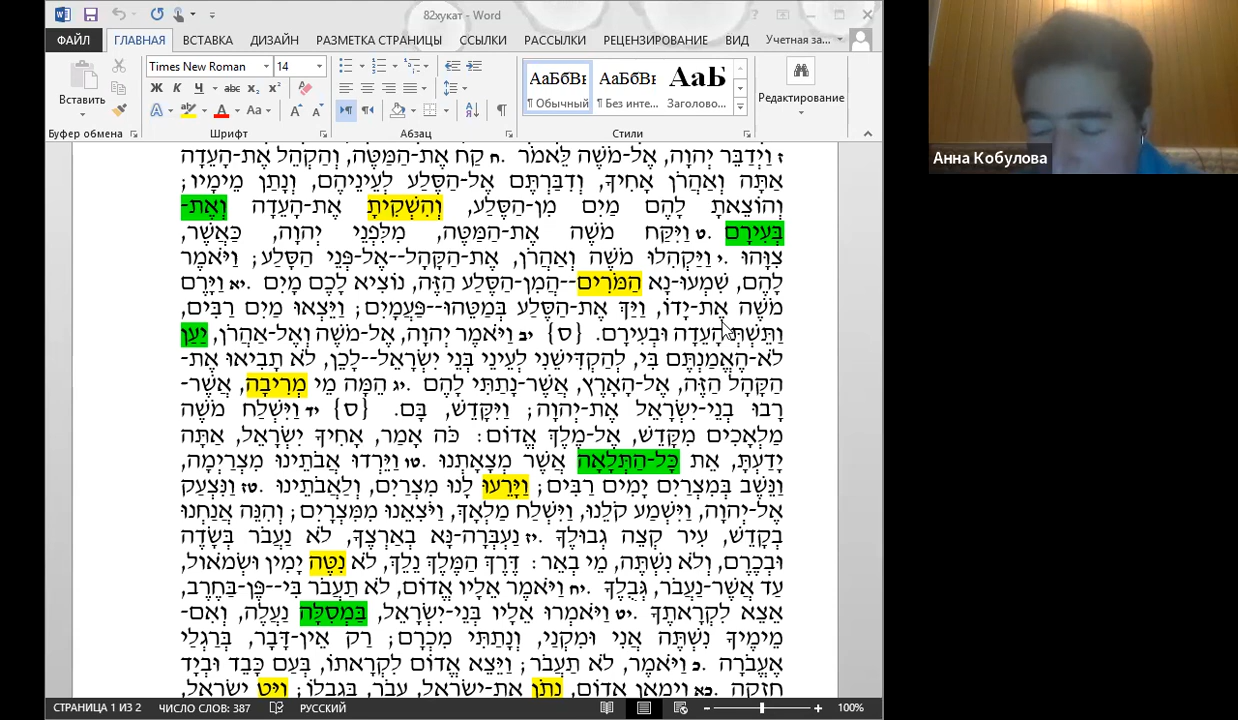 82хукат - Word
ФАЙЛ ГЛАВНАЯ ВСТАВКА ДИЗАЙН РАЗМЕТКА СТРАНИЦЫ ССЫЛКИ РАССЫЛКИ РЕЦЕНЗИРОВАНИЕ ВИД Учетная за...
Times New Roman 14
Вставить
Ж К Ч abc x₂ x²
Aa
АаБбВı АаБбВı АаБ
¶ Обычный ¶ Без инте... Заголово...
Редактирование
Буфер обмена Шрифт Абзац Стили
Анна Кобулова
ז וַיְדַבֵּר יְהוָה, אֶל-מֹשֶׁה לֵּאמֹר .ח קַח אֶת-הַמַּטֶּה, וְהַקְהֵל אֶת-הָעֵדָה
אַתָּה וְאַהֲרֹן אָחִיךָ, וְדִבַּרְתֶּם אֶל-הַסֶּלַע לְעֵינֵיהֶם, וְנָתַן מֵימָיו;
וְהוֹצֵאתָ לָהֶם מַיִם מִן-הַסֶּלַע, וְהִשְׁקִיתָ אֶת-הָעֵדָה וְאֶת-
בְּעִירָם .ט וַיִּקַּח מֹשֶׁה אֶת-הַמַּטֶּה, מִלִּפְנֵי יְהוָה, כַּאֲשֶׁר,
צִוָּהוּ .י וַיַּקְהִלוּ מֹשֶׁה וְאַהֲרֹן, אֶת-הַקָּהָל--אֶל-פְּנֵי הַסָּלַע; וַיֹּאמֶר
לָהֶם, שִׁמְעוּ-נָא הַמֹּרִים--הֲמִן-הַסֶּלַע הַזֶּה, נוֹצִיא לָכֶם מָיִם .יא וַיָּרֶם
מֹשֶׁה אֶת-יָדוֹ, וַיַּךְ אֶת-הַסֶּלַע בְּמַטֵּהוּ--פַּעֲמָיִם; וַיֵּצְאוּ מַיִם רַבִּים,
וַתֵּשְׁתְּ הָעֵדָה וּבְעִירָם. {ס} יב וַיֹּאמֶר יְהוָה, אֶל-מֹשֶׁה וְאֶל-אַהֲרֹן, יַעַן
לֹא-הֶאֱמַנְתֶּם בִּי, לְהַקְדִּישֵׁנִי לְעֵינֵי בְּנֵי יִשְׂרָאֵל--לָכֵן, לֹא תָבִיאוּ אֶת-
הַקָּהָל הַזֶּה, אֶל-הָאָרֶץ, אֲשֶׁר-נָתַתִּי לָהֶם .יג הֵמָּה מֵי מְרִיבָה, אֲשֶׁר-
רָבוּ בְנֵי-יִשְׂרָאֵל אֶת-יְהוָה; וַיִּקָּדֵשׁ, בָּם. {ס} יד וַיִּשְׁלַח מֹשֶׁה
מַלְאָכִים מִקָּדֵשׁ, אֶל-מֶלֶךְ אֱדוֹם: כֹּה אָמַר, אָחִיךָ יִשְׂרָאֵל, אַתָּה
יָדַעְתָּ, אֵת כָּל-הַתְּלָאָה אֲשֶׁר מְצָאָתְנוּ .טו וַיֵּרְדוּ אֲבֹתֵינוּ מִצְרַיְמָה,
וַנֵּשֶׁב בְּמִצְרַיִם יָמִים רַבִּים; וַיָּרֵעוּ לָנוּ מִצְרַיִם, וְלַאֲבֹתֵינוּ .טז וַנִּצְעַק
אֶל-יְהוָה, וַיִּשְׁמַע קֹלֵנוּ, וַיִּשְׁלַח מַלְאָךְ, וַיֹּצִאֵנוּ מִמִּצְרָיִם; וְהִנֵּה אֲנַחְנוּ
בְקָדֵשׁ, עִיר קְצֵה גְבוּלֶךָ .יז נַעְבְּרָה-נָּא בְאַרְצֶךָ, לֹא נַעֲבֹר בְּשָׂדֶה
וּבְכֶרֶם, וְלֹא נִשְׁתֶּה, מֵי בְאֵר: דֶּרֶךְ הַמֶּלֶךְ נֵלֵךְ, לֹא נִטֶּה יָמִין וּשְׂמֹאול,
עַד אֲשֶׁר-נַעֲבֹר, גְּבֻלֶךָ .יח וַיֹּאמֶר אֵלָיו אֱדוֹם, לֹא תַעֲבֹר בִּי--פֶּן-בַּחֶרֶב,
אֵצֵא לִקְרָאתֶךָ .יט וַיֹּאמְרוּ אֵלָיו בְּנֵי-יִשְׂרָאֵל, בַּמְסִלָּה נַעֲלֶה, וְאִם-
מֵימֶיךָ נִשְׁתֶּה אֲנִי וּמִקְנַי, וְנָתַתִּי מִכְרָם; רַק אֵין-דָּבָר, בְּרַגְלַי
אֶעֱבֹרָה .כ וַיֹּאמֶר, לֹא תַעֲבֹר; וַיֵּצֵא אֱדוֹם לִקְרָאתוֹ, בְּעַם כָּבֵד וּבְיָד
חֲזָקָה .כא וַיְמָאֵן אֱדוֹם, נְתֹן אֶת-יִשְׂרָאֵל, עֲבֹר, בִּגְבֻלוֹ; וַיֵּט יִשְׂרָאֵל,
СТРАНИЦА 1 ИЗ 2 ЧИСЛО СЛОВ: 387 РУССКИЙ 100%